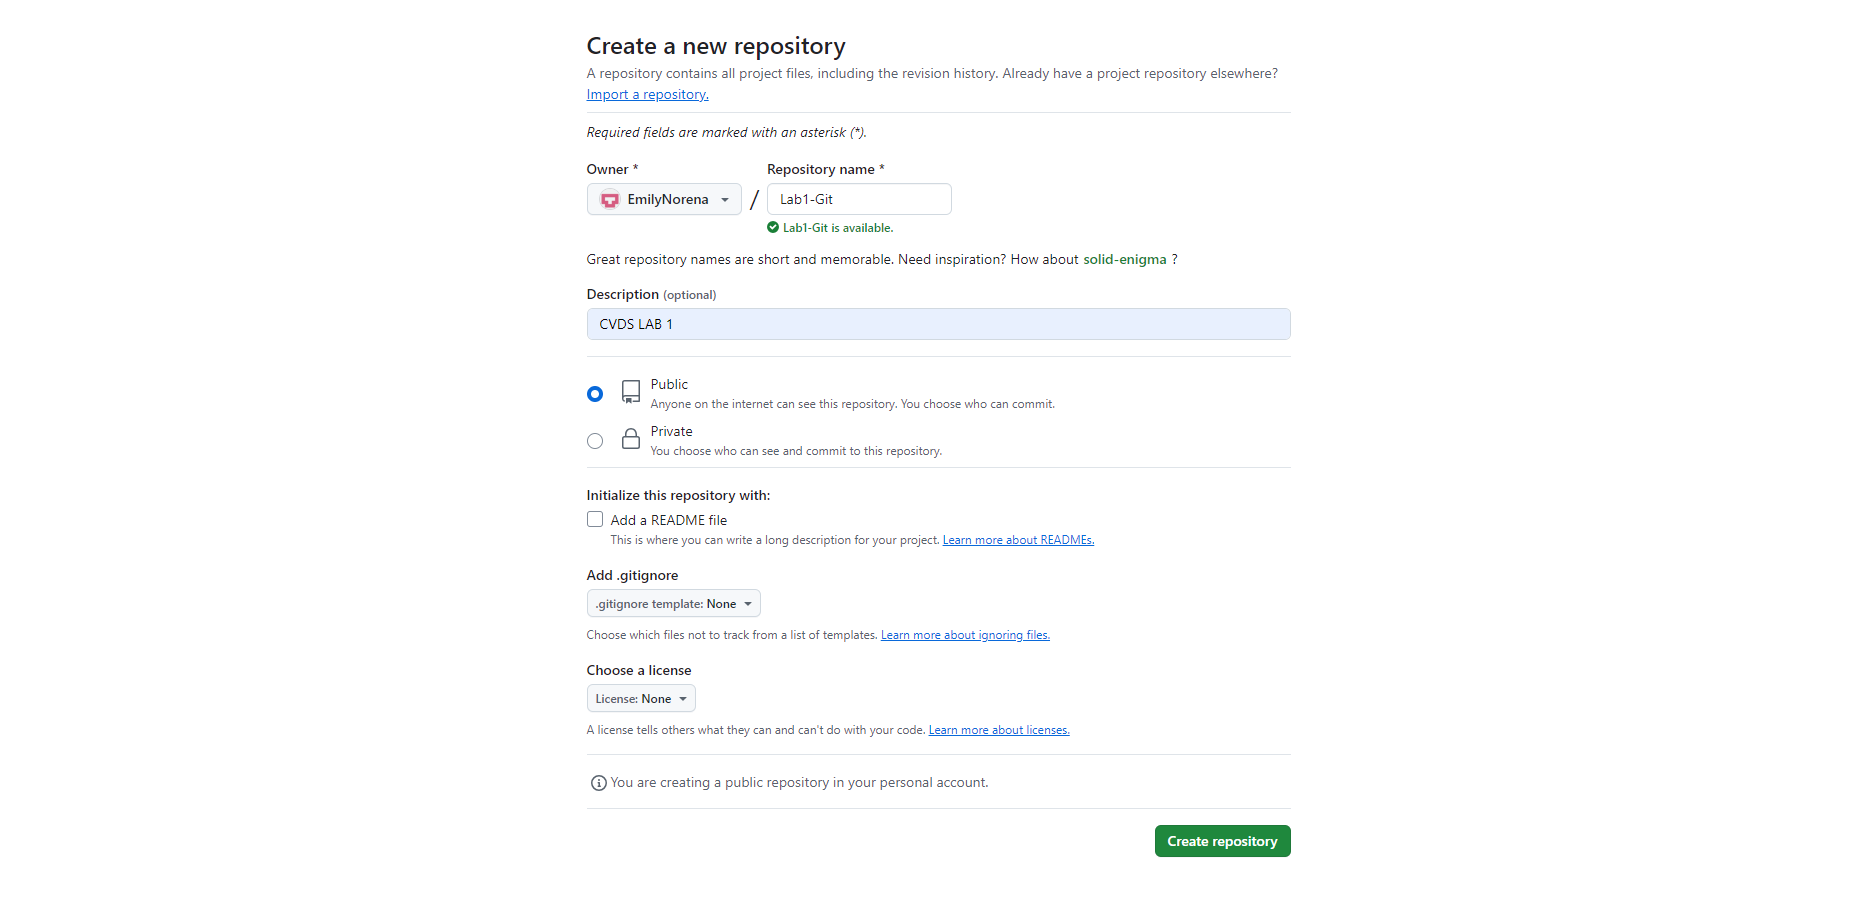 Create a new repository
A repository contains all project files, including the revision history. Already have a project repository elsewhere?
Import a repository.
Required fields are marked with an asterisk (*).
Owner * Repository name *
EmilyNorena / Lab1-Git
Lab1-Git is available.
Great repository names are short and memorable. Need inspiration? How about solid-enigma ?
Description (optional)
CVDS LAB 1
Public
Anyone on the internet can see this repository. You choose who can commit.
Private
You choose who can see and commit to this repository.
Initialize this repository with:
Add a README file
This is where you can write a long description for your project. Learn more about READMEs.
Add .gitignore
.gitignore template: None
Choose which files not to track from a list of templates. Learn more about ignoring files.
Choose a license
License: None
A license tells others what they can and can't do with your code. Learn more about licenses.
You are creating a public repository in your personal account.
Create repository